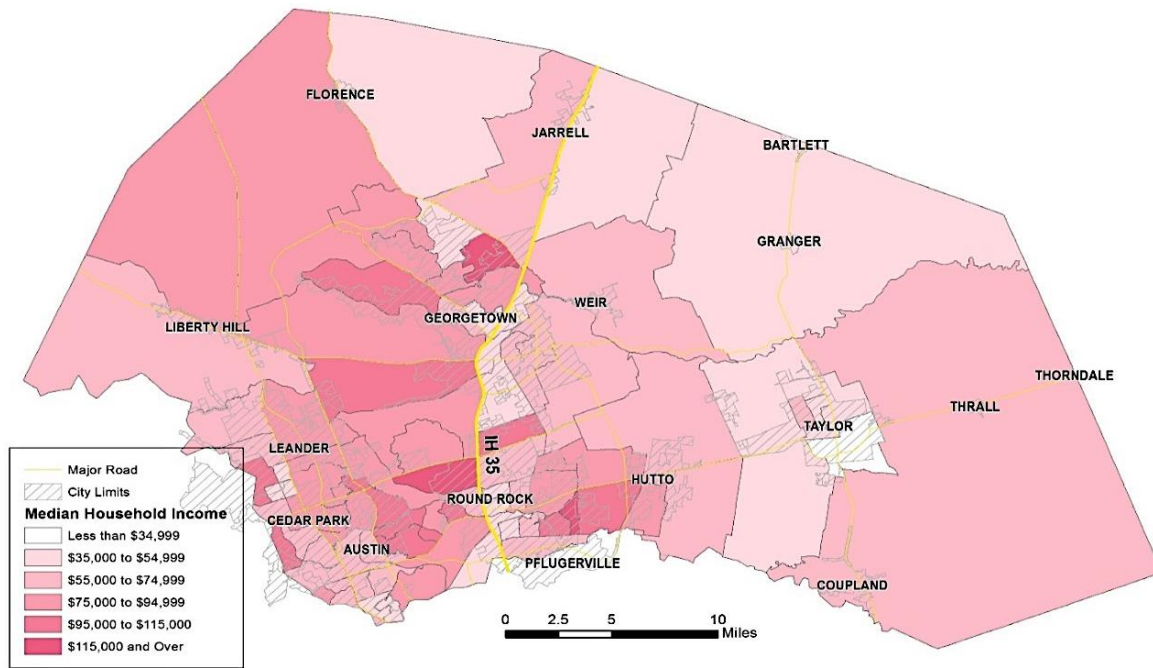 FLORENCE
JARRELL
BARTLETT
GRANGER
WEIR
GEORGETOWN
LIBERTY HILL
THORNDALE
THRALL
TAYLOR
LEANDER
IH 35
HUTTO
ROUND ROCK
CEDAR PARK
AUSTIN
PFLUGERVILLE
COUPLAND
Major Road
City Limits
Median Household Income
Less than $34,999
$35,000 to $54,999
$55,000 to $74,999
$75,000 to $94,999
$95,000 to $115,000
$115,000 and Over
0 2.5 5 10
Miles